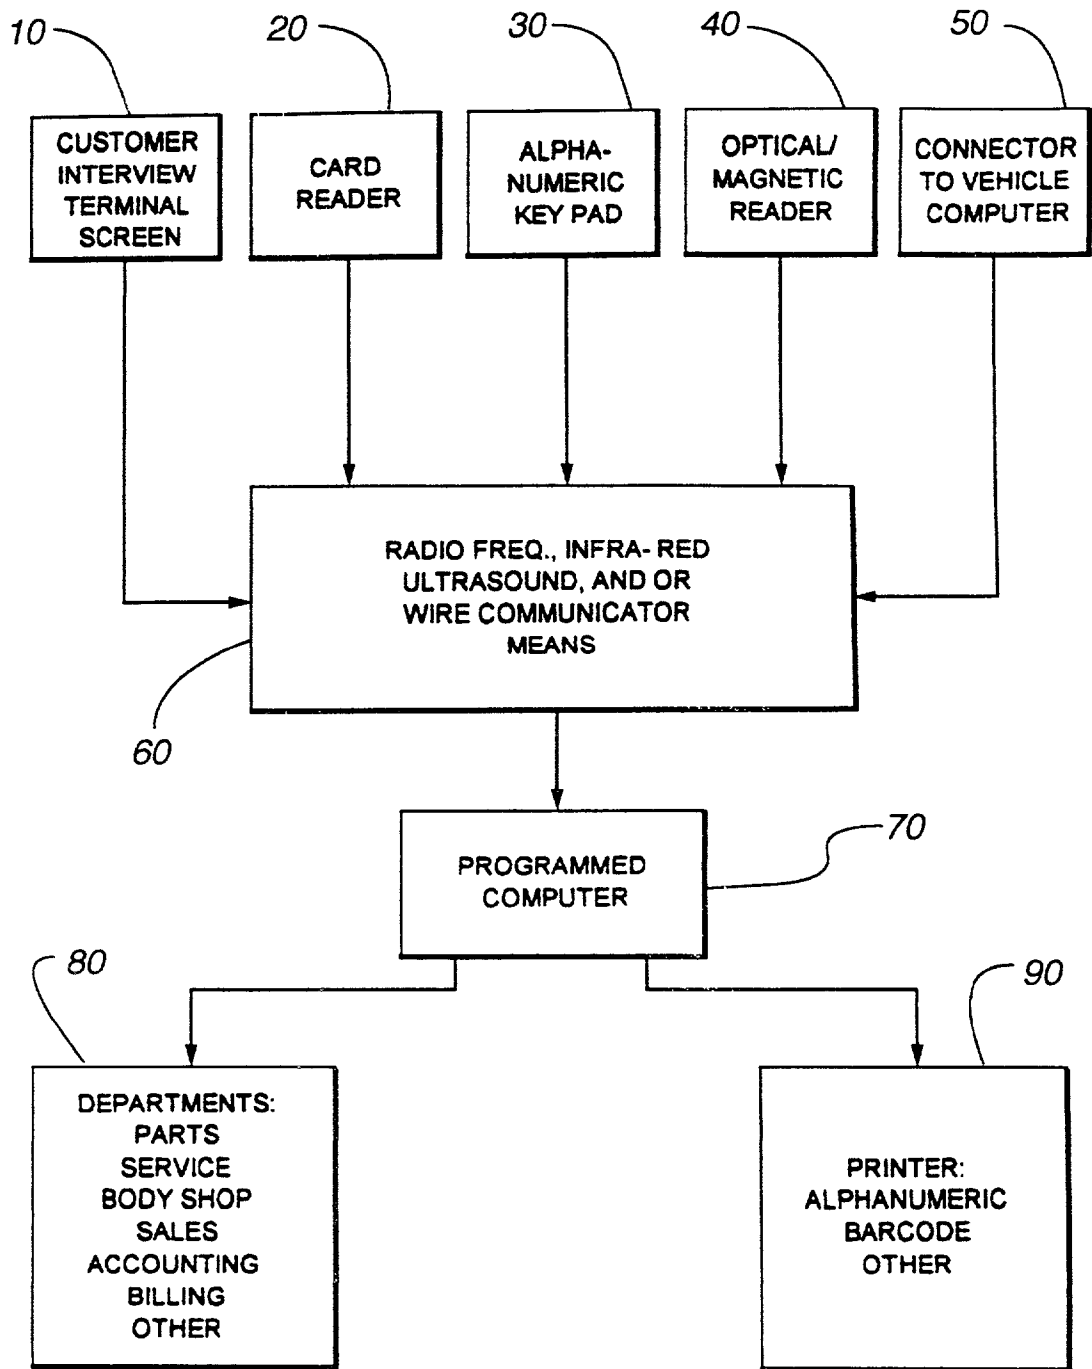 10
20
30
40
50
CUSTOMER
INTERVIEW
TERMINAL
SCREEN
CARD
READER
ALPHA-
NUMERIC
KEY PAD
OPTICAL/
MAGNETIC
READER
CONNECTOR
TO VEHICLE
COMPUTER
RADIO FREQ., INFRA- RED
ULTRASOUND, AND OR
WIRE COMMUNICATOR
MEANS
60
PROGRAMMED
COMPUTER
70
80
DEPARTMENTS:
PARTS
SERVICE
BODY SHOP
SALES
ACCOUNTING
BILLING
OTHER
90
PRINTER:
ALPHANUMERIC
BARCODE
OTHER